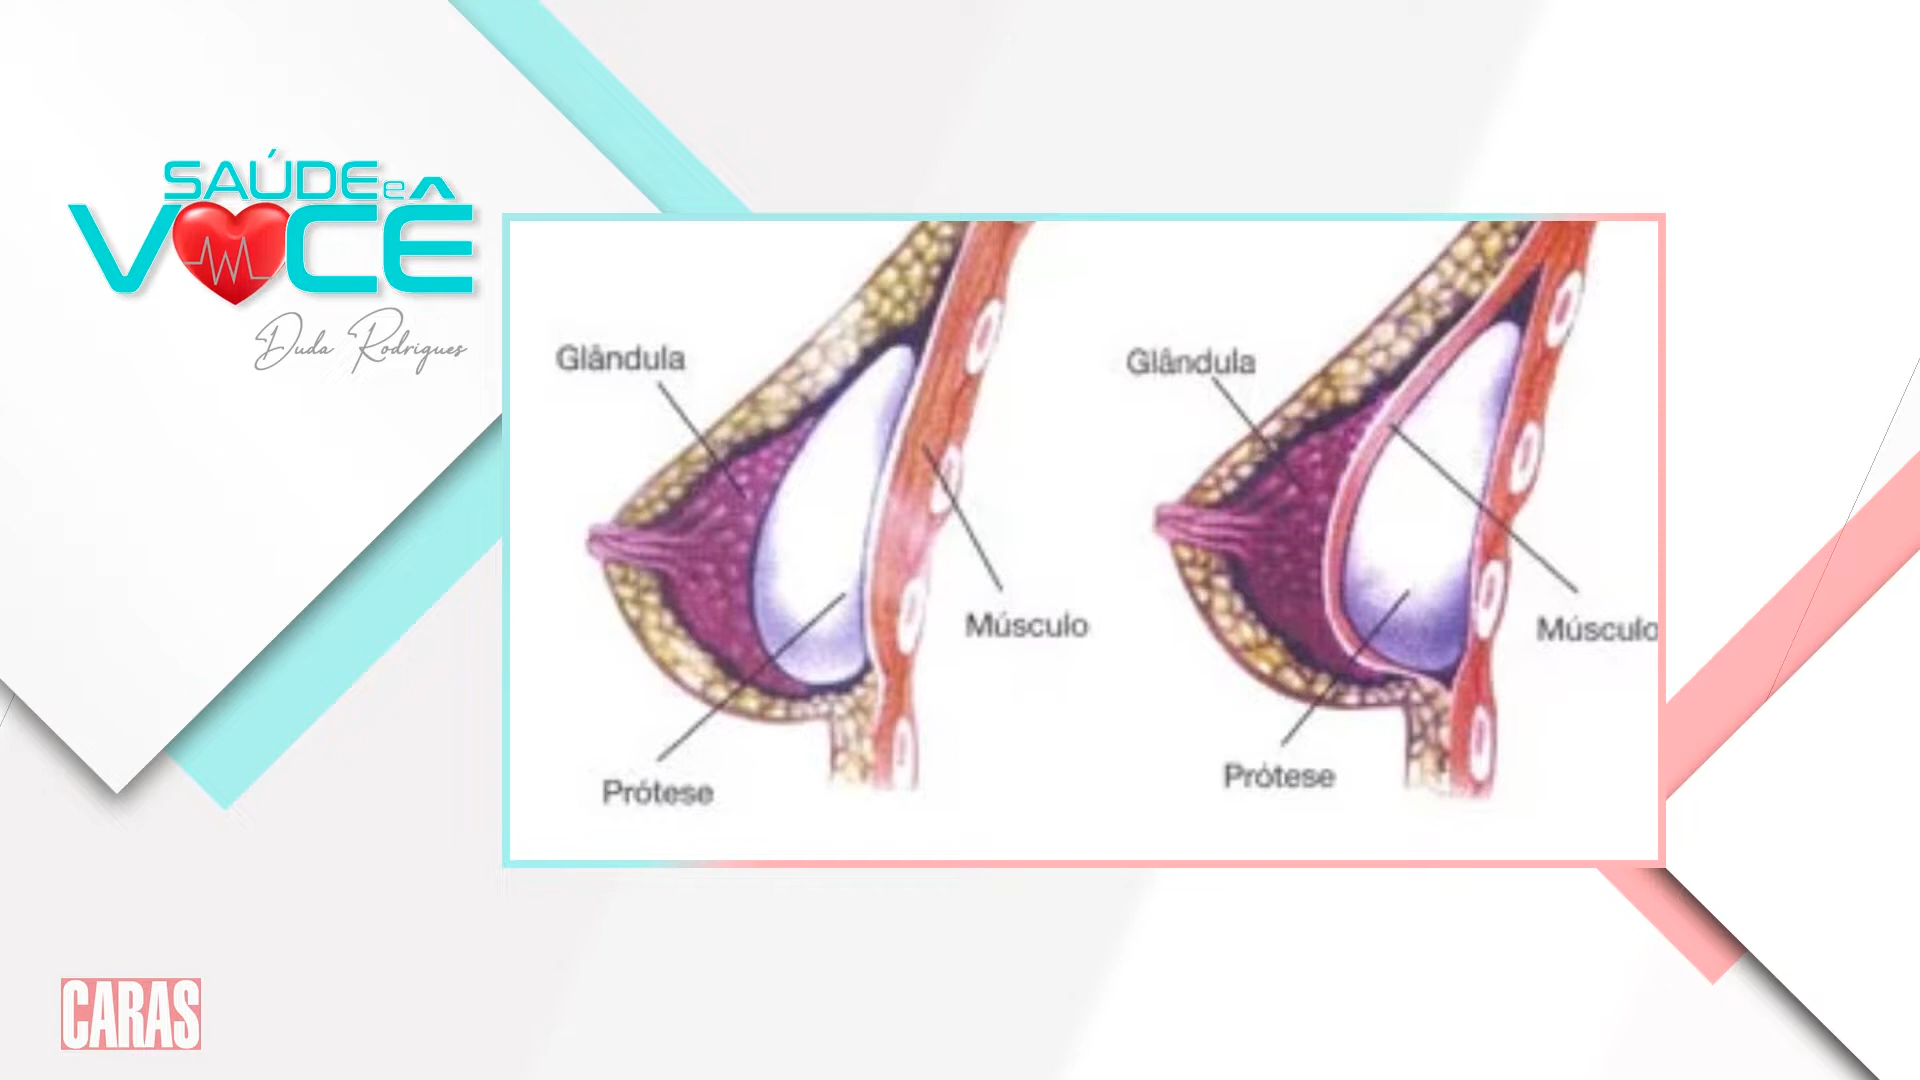 SAÚDE e
VOCÊ
Duda Rodrigues
Glândula
Músculo
Prótese
Glândula
Músculo
Prótese
CARAS